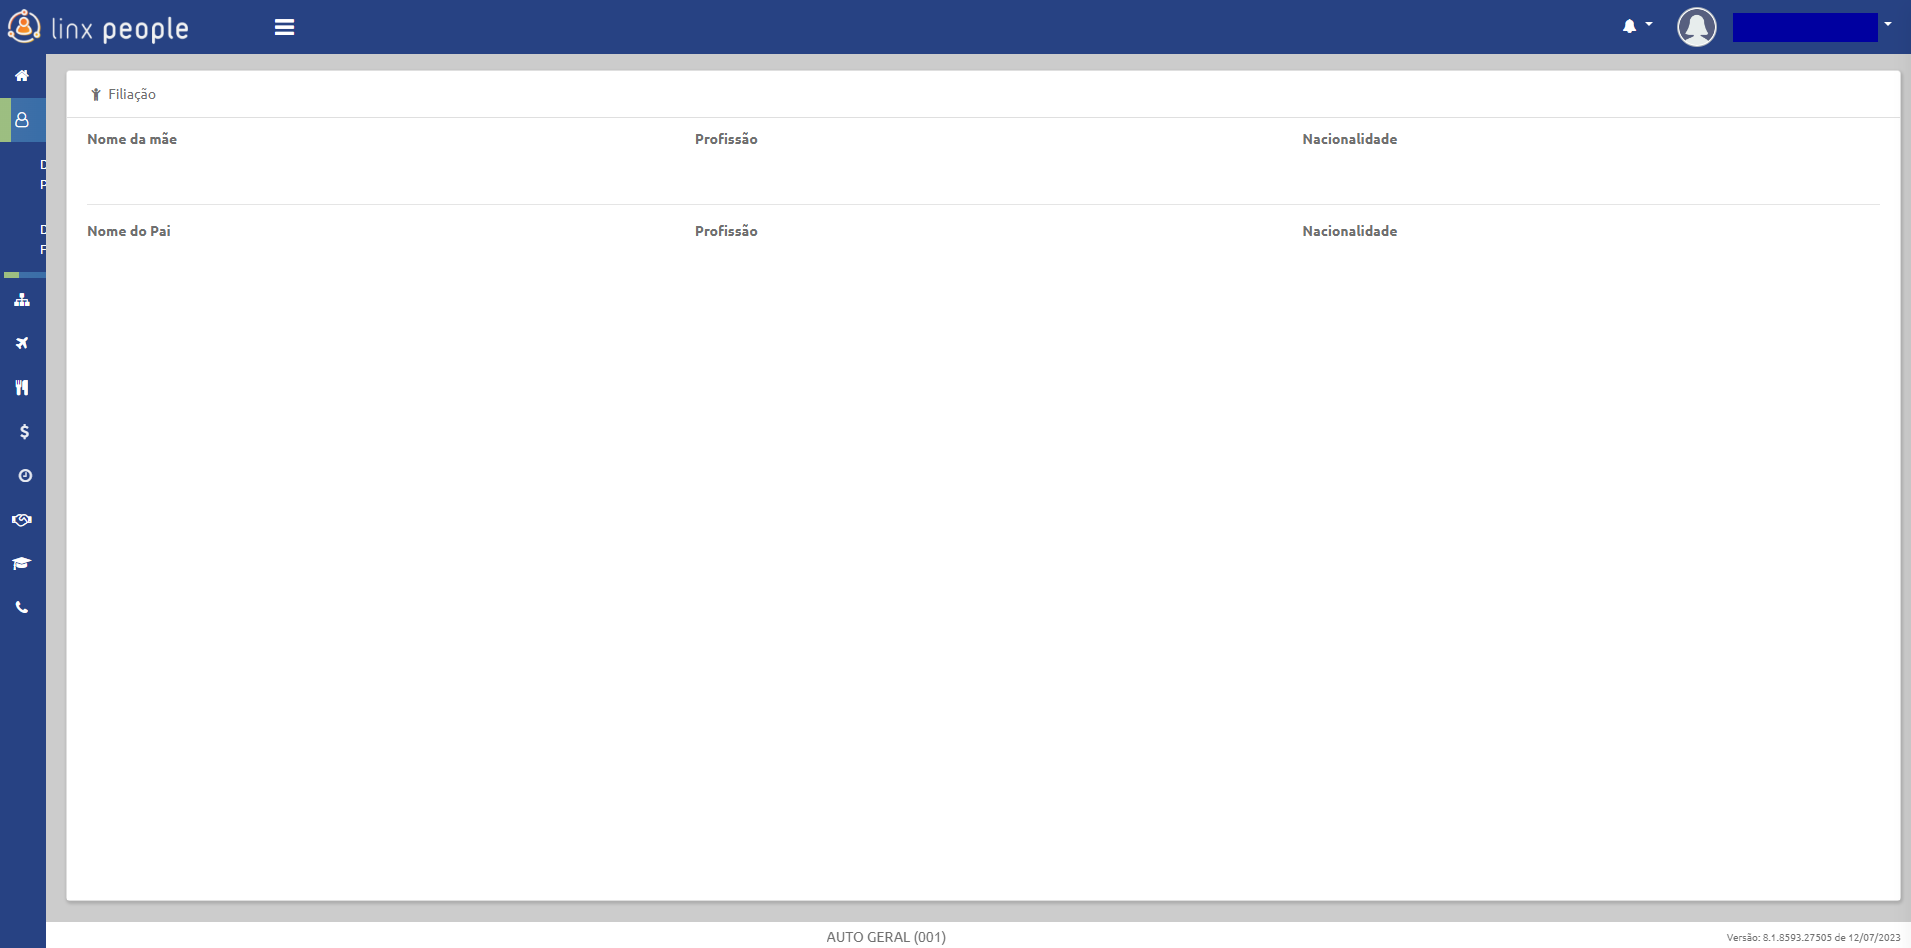 linx people
Filiação
Nome da mãe Profissão Nacionalidade
Nome do Pai Profissão Nacionalidade
D
P
D
F
AUTO GERAL (001)
Versão: 8.1.8593.27505 de 12/07/2023